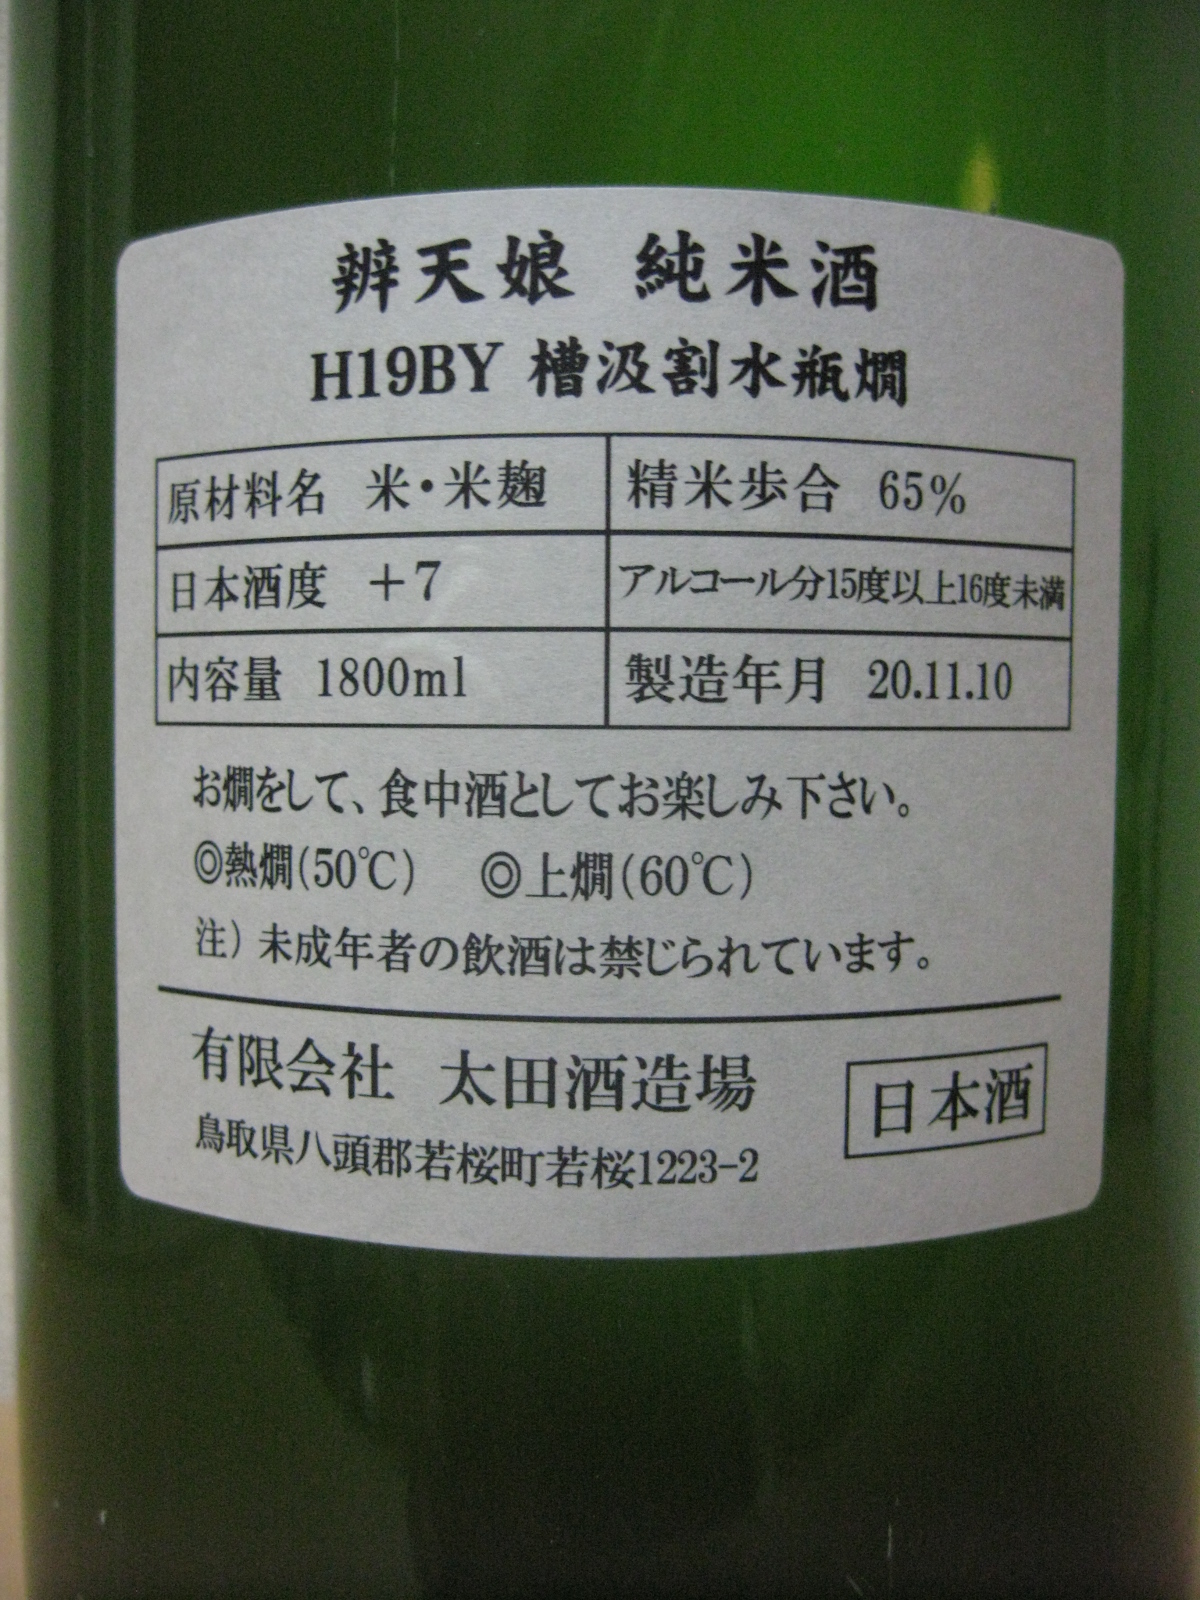 辨天娘 純米酒
H19BY 槽汲割水瓶燗
原材料名 米・米麹
精米歩合 65%
日本酒度 +7
アルコール分15度以上16度未満
内容量 1800ml
製造年月 20.11.10
お燗をして、食中酒としてお楽しみ下さい。
◎熱燗(50℃) ◎上燗(60℃)
注) 未成年者の飲酒は禁じられています。
有限会社 太田酒造場
日本酒
鳥取県八頭郡若桜町若桜1223-2